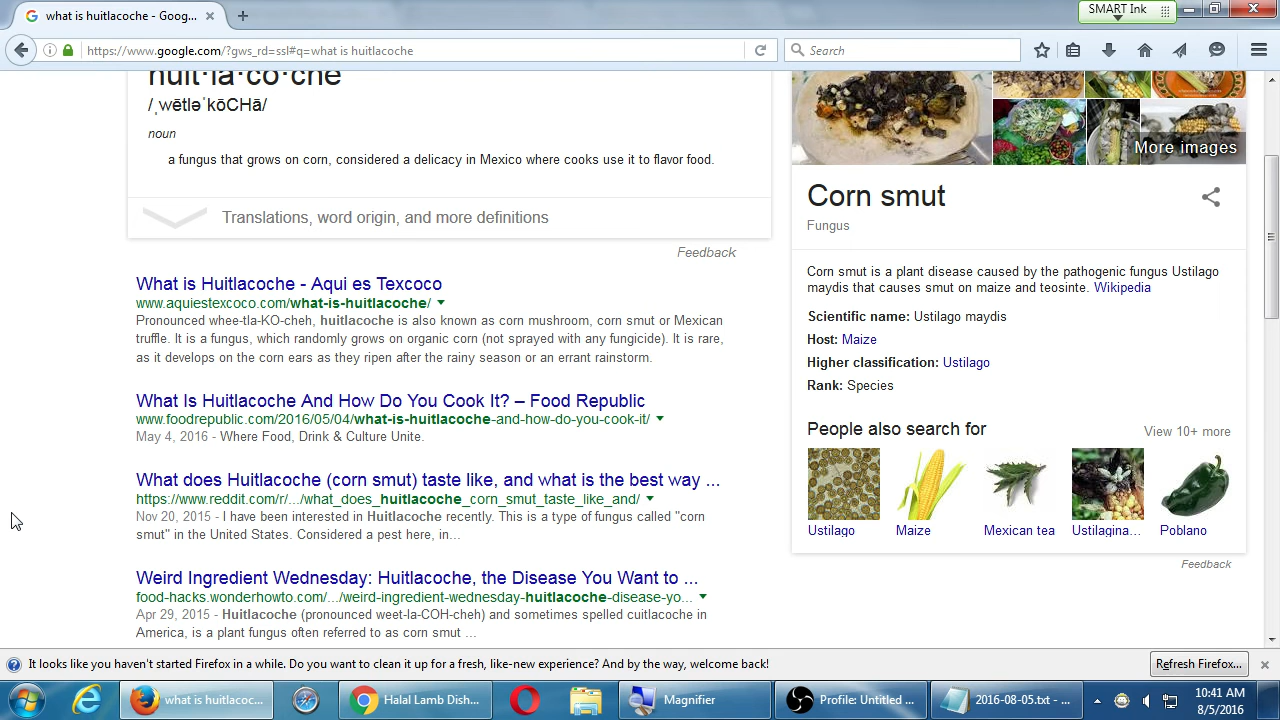 what is huitlacoche - Goog...
SMART Ink
https://www.google.com/?gws_rd=ssl#q=what is huitlacoche
Search
huit·la·co·che
/ˌwētləˈkōCHā/
noun
a fungus that grows on corn, considered a delicacy in Mexico where cooks use it to flavor food.
Translations, word origin, and more definitions
Feedback
What is Huitlacoche - Aqui es Texcoco
www.aquiestexcoco.com/what-is-huitlacoche/
Pronounced whee-tla-KO-cheh, huitlacoche is also known as corn mushroom, corn smut or Mexican
truffle. It is a fungus, which randomly grows on organic corn (not sprayed with any fungicide). It is rare,
as it develops on the corn ears as they ripen after the rainy season or an errant rainstorm.
What Is Huitlacoche And How Do You Cook It? – Food Republic
www.foodrepublic.com/2016/05/04/what-is-huitlacoche-and-how-do-you-cook-it/
May 4, 2016 - Where Food, Drink & Culture Unite.
What does Huitlacoche (corn smut) taste like, and what is the best way ...
https://www.reddit.com/r/.../what_does_huitlacoche_corn_smut_taste_like_and/
Nov 20, 2015 - I have been interested in Huitlacoche recently. This is a type of fungus called "corn
smut" in the United States. Considered a pest here, in...
Weird Ingredient Wednesday: Huitlacoche, the Disease You Want to ...
food-hacks.wonderhowto.com/.../weird-ingredient-wednesday-huitlacoche-disease-yo...
Apr 29, 2015 - Huitlacoche (pronounced weet-la-COH-cheh) and sometimes spelled cuitlacoche in
America, is a plant fungus often referred to as corn smut ...
More images
Corn smut
Fungus
Corn smut is a plant disease caused by the pathogenic fungus Ustilago
maydis that causes smut on maize and teosinte. Wikipedia
Scientific name: Ustilago maydis
Host: Maize
Higher classification: Ustilago
Rank: Species
People also search for
View 10+ more
Ustilago
Maize
Mexican tea
Ustilagina...
Poblano
Feedback
It looks like you haven't started Firefox in a while. Do you want to clean it up for a fresh, like-new experience? And by the way, welcome back!
Refresh Firefox...
what is huitlacoc...
Halal Lamb Dish...
Magnifier
Profile: Untitled ...
2016-08-05.txt - ...
10:41 AM
8/5/2016